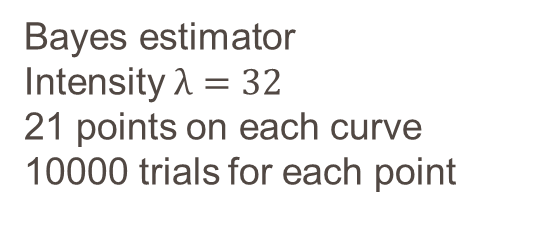 Bayes estimator
Intensity λ = 32
21 points on each curve
10000 trials for each point